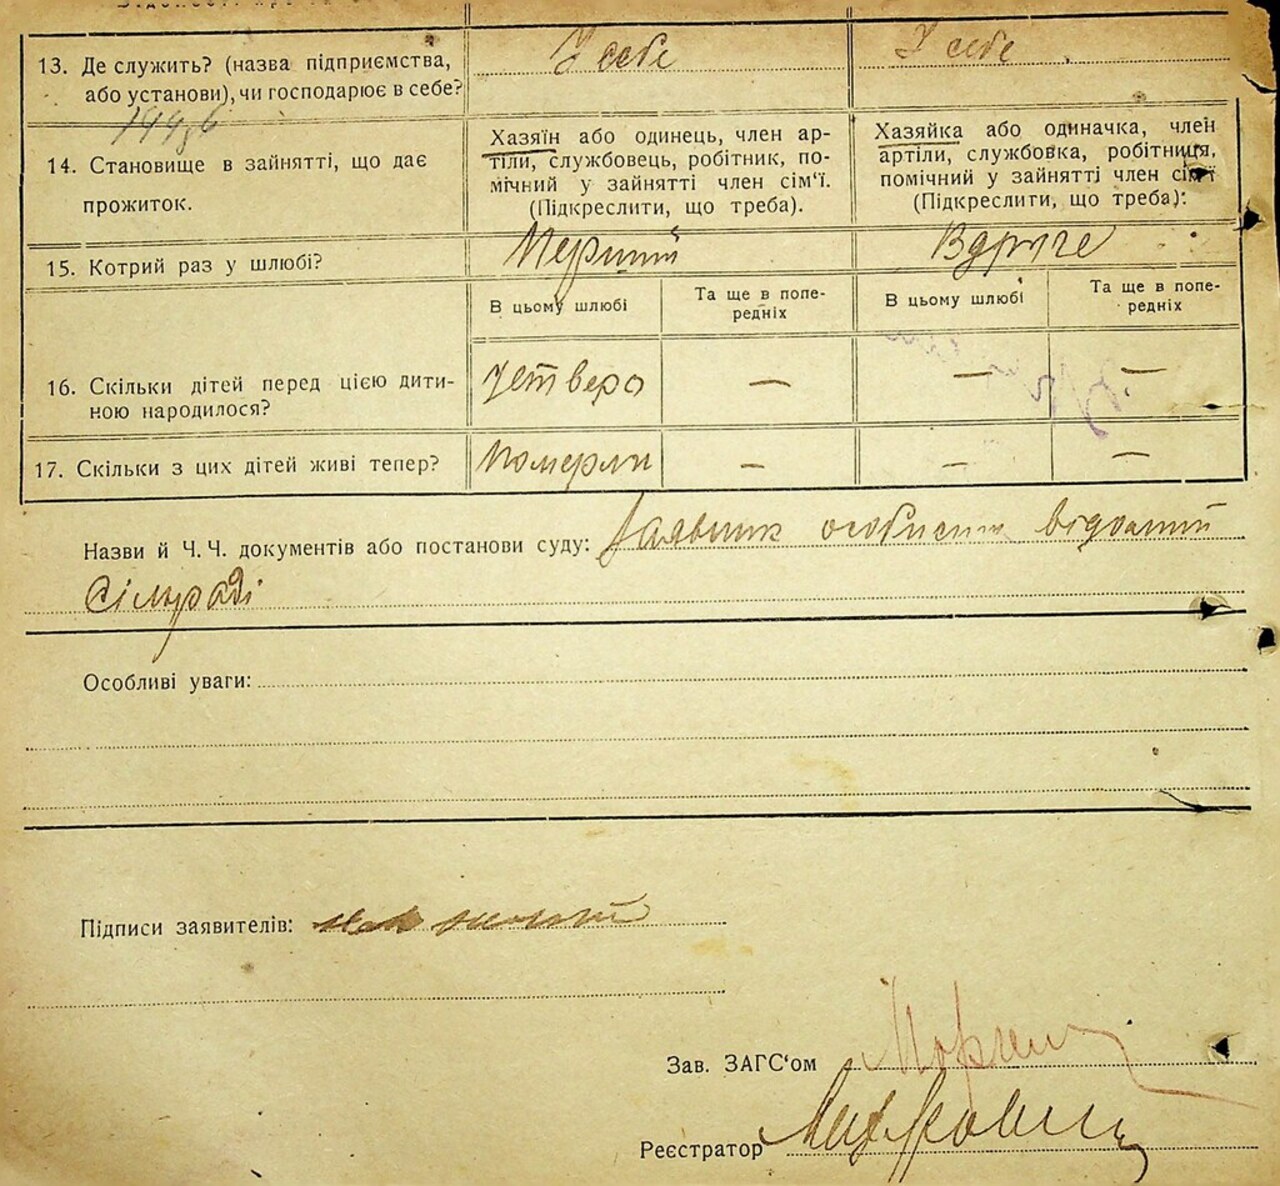 13. Де служить? (назва підприємства, або установи), чи господарює в себе? У себе У себе
14. Становище в зайнятті, що дає прожиток.
Хазяїн або одинець, член ар-
тіли, службовець, робітник, по-
мічний у зайнятті член сім'ї.
(Підкреслити, що треба).
Хазяйка або одиначка, член
артіли, службовка, робітниця,
помічний у зайнятті член сім'ї
(Підкреслити, що треба):
15. Котрий раз у шлюбі? Перший Вдруге
В цьому шлюбі
Та ще в попе-
редніх
В цьому шлюбі
Та ще в попе-
редніх
16. Скільки дітей перед цією дити-
ною народилося? Четверо — — —
17. Скільки з цих дітей живі тепер? Померли — — —
Назви й Ч. Ч. документів або постанови суду: Заявник особисто відомий
Сільраді
Особливі уваги:
Підписи заявителів:
Зав. ЗАГС'ом
Реєстратор